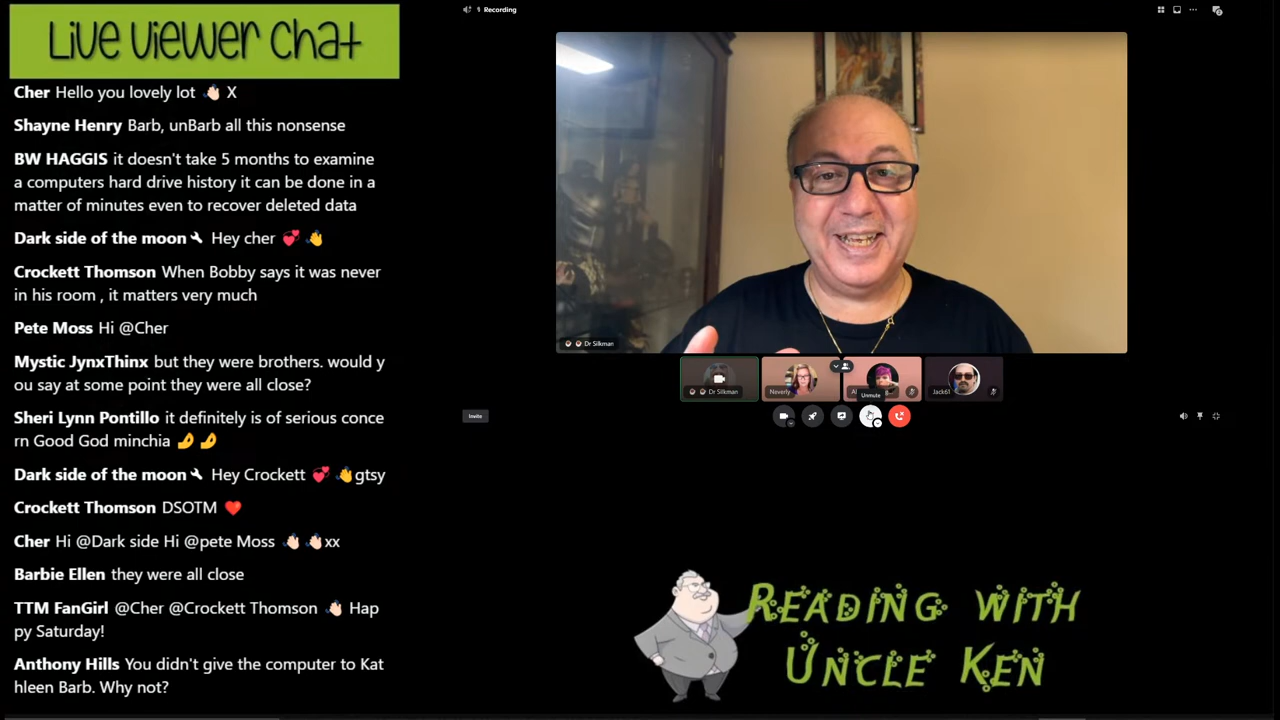 Live viewer chat
Cher Hello you lovely lot 👋🏻 X
Shayne Henry Barb, unBarb all this nonsense
BW HAGGIS it doesn't take 5 months to examine
a computers hard drive history it can be done in a
matter of minutes even to recover deleted data
Dark side of the moon Hey cher 💞 👋
Crockett Thomson When Bobby says it was never
in his room , it matters very much
Pete Moss Hi @Cher
Mystic JynxThinx but they were brothers. would y
ou say at some point they were all close?
Sheri Lynn Pontillo it definitely is of serious conce
rn Good God minchia 🤌 🤌
Dark side of the moon Hey Crockett 💞 👋gtsy
Crockett Thomson DSOTM ❤️
Cher Hi @Dark side Hi @pete Moss 👋🏻 👋🏻xx
Barbie Ellen they were all close
TTM FanGirl @Cher @Crockett Thomson 👋🏻 Hap
py Saturday!
Anthony Hills You didn't give the computer to Kat
hleen Barb. Why not?
Recording
Dr Silkman
Dr Silkman
Neverly
Jack61
Unmute
Invite
Reading with
Uncle Ken